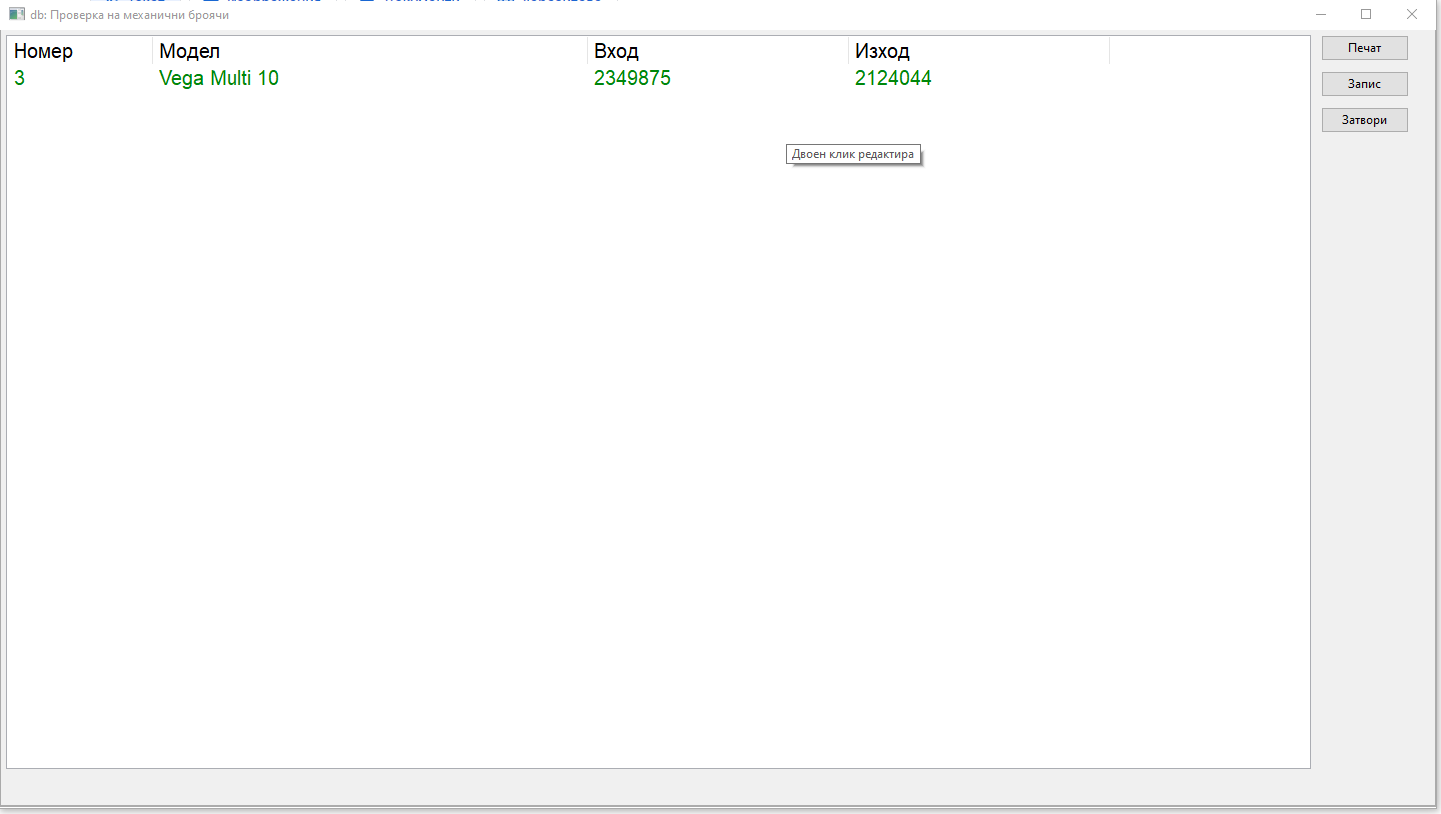 db: Проверка на механични броячи
Номер Модел Вход Изход
3 Vega Multi 10 2349875 2124044
Двоен клик редактира
Печат
Запис
Затвори